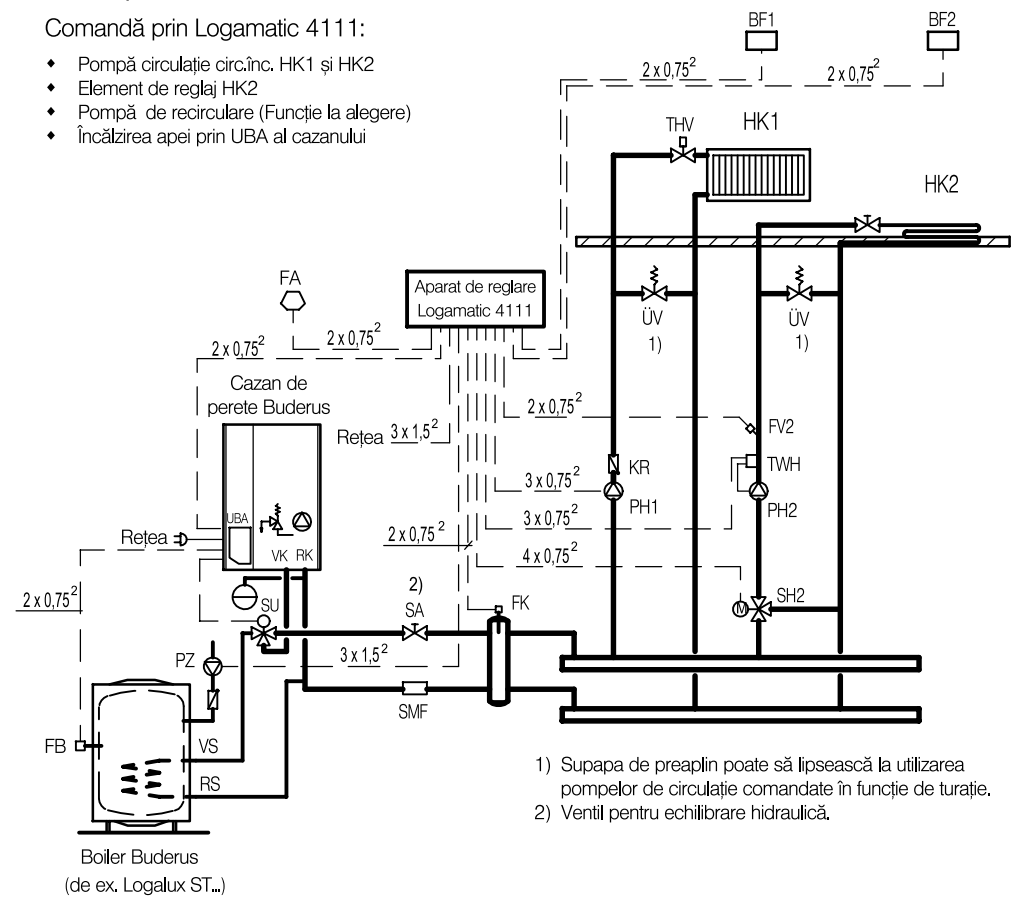 Comandă prin Logamatic 4111:
◆ Pompă circulație circ.înc. HK1 și HK2
◆ Element de reglaj HK2
◆ Pompă de recirculare (Funcție la alegere)
◆ Încălzirea apei prin UBA al cazanului
BF1
BF2
2 x 0,75²
2 x 0,75²
THV
HK1
HK2
FA
Aparat de reglare
Logamatic 4111
ÜV
1)
ÜV
1)
2 x 0,75²
2 x 0,75²
Cazan de
perete Buderus
2 x 0,75²
FV2
Rețea 3 x 1,5²
KR
TWH
3 x 0,75²
PH1
PH2
UBA
3 x 0,75²
Rețea
2 x 0,75²
VK RK
4 x 0,75²
2 x 0,75²
2)
SU
SA
FK
M
SH2
PZ
3 x 1,5²
SMF
FB
VS
RS
1) Supapa de preaplin poate să lipsească la utilizarea
pompelor de circulație comandate în funcție de turație.
2) Ventil pentru echilibrare hidraulică.
Boiler Buderus
(de ex. Logalux ST...)